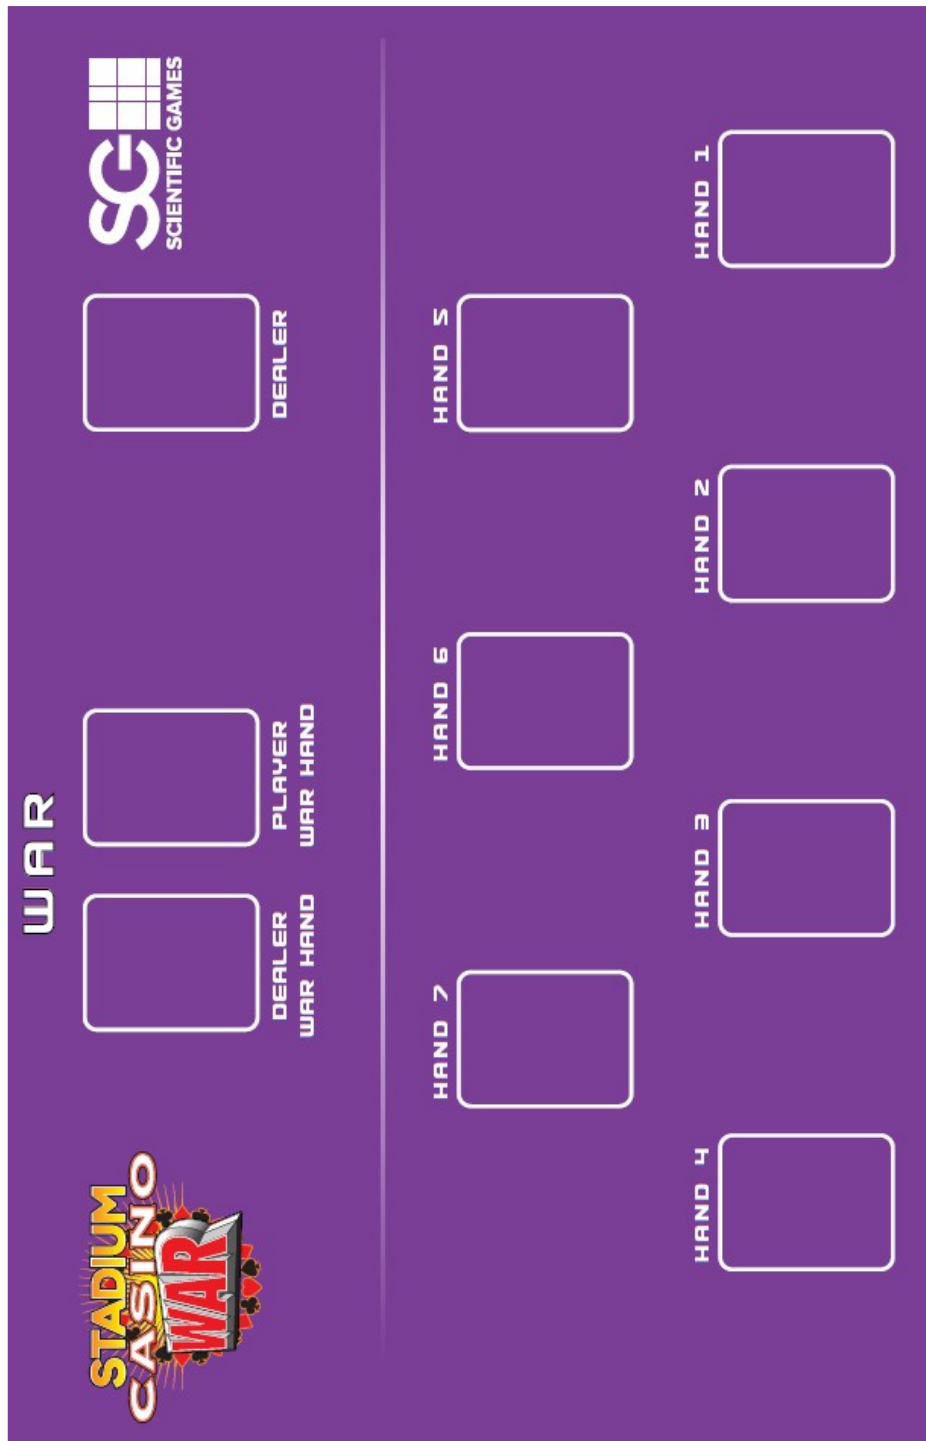 WAR
STADIUM
CASINO
WAR
DEALER
WAR HAND
PLAYER
WAR HAND
DEALER
SG
SCIENTIFIC GAMES
HAND 7
HAND 6
HAND 5
HAND 4
HAND 3
HAND 2
HAND 1